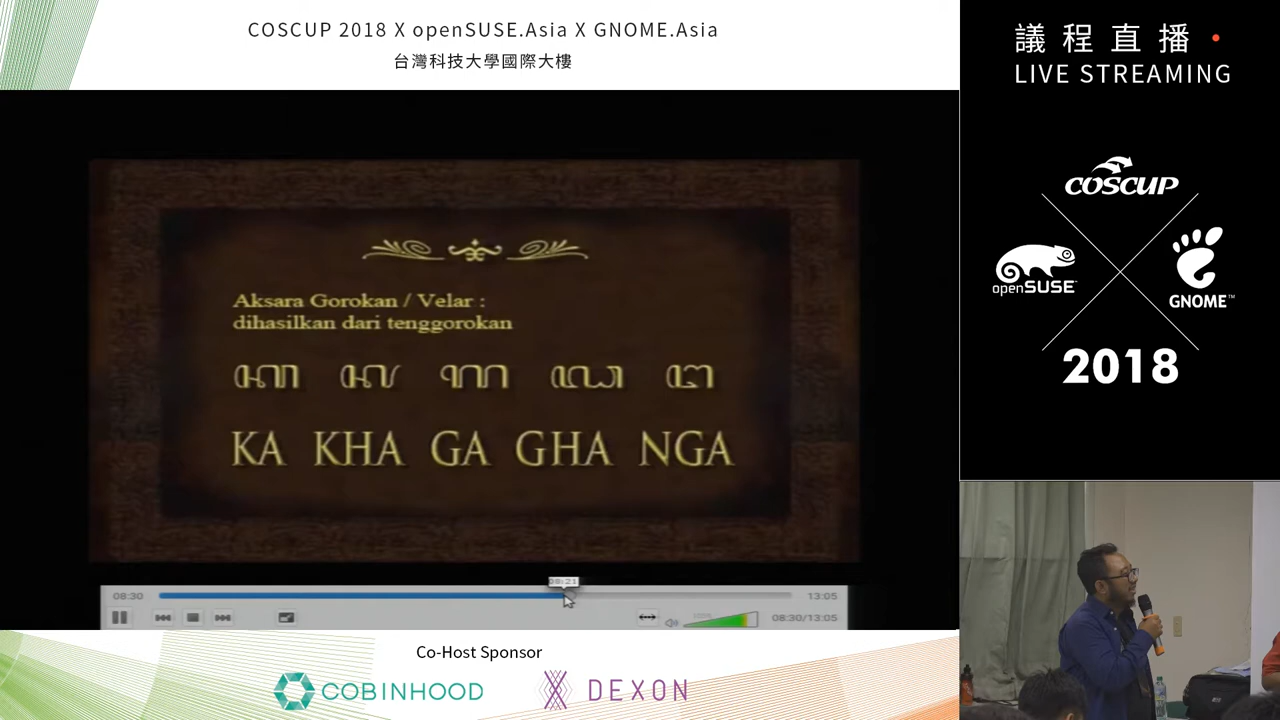 COSCUP 2018 X openSUSE.Asia X GNOME.Asia
台灣科技大學國際大樓
議程直播
LIVE STREAMING
COSCUP
openSUSE
GNOME™
2018
Aksara Gorokan / Velar :
dihasilkan dari tenggorokan
KA KHA GA GHA NGA
08:30
13:05
08:30/13:05
Co-Host Sponsor
COBINHOOD
DEXON